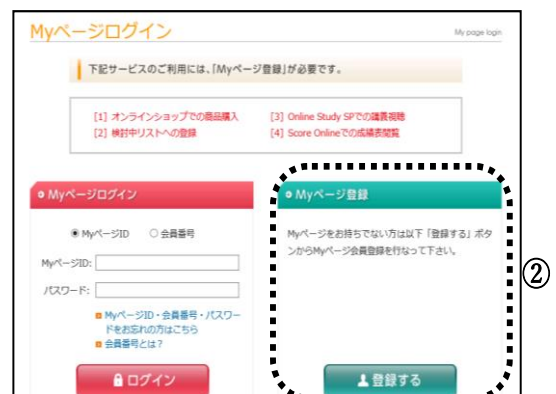 Myページログイン
My page login
下記サービスのご利用には、「Myページ登録」が必要です。
[1] オンラインショップでの商品購入
[2] 検討中リストへの登録
[3] Online Study SPでの講義視聴
[4] Score Onlineでの成績表閲覧
Myページログイン
MyページID 会員番号
MyページID:
パスワード:
MyページID・会員番号・パスワー
ドをお忘れの方はこちら
会員番号とは？
ログイン
Myページ登録
Myページをお持ちでない方は以下「登録する」ボタ
ンからMyページ会員登録を行なって下さい。
登録する
②